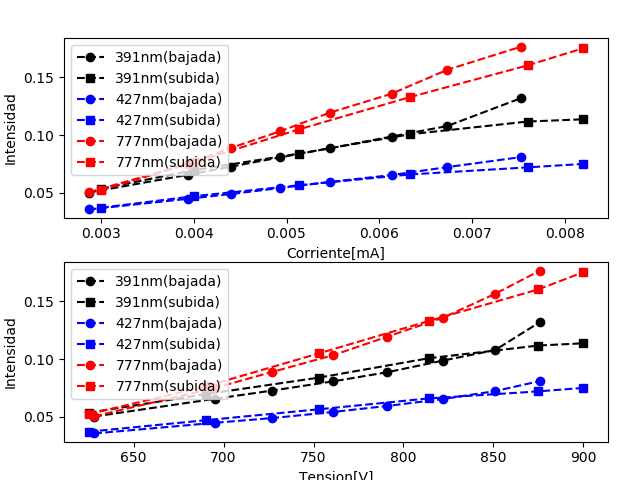 Intensidad
0.15
0.10
0.05
391nm(bajada)
391nm(subida)
427nm(bajada)
427nm(subida)
777nm(bajada)
777nm(subida)
0.003 0.004 0.005 0.006 0.007 0.008
Corriente[mA]
Intensidad
0.15
0.10
0.05
391nm(bajada)
391nm(subida)
427nm(bajada)
427nm(subida)
777nm(bajada)
777nm(subida)
650 700 750 800 850 900
Tension[V]